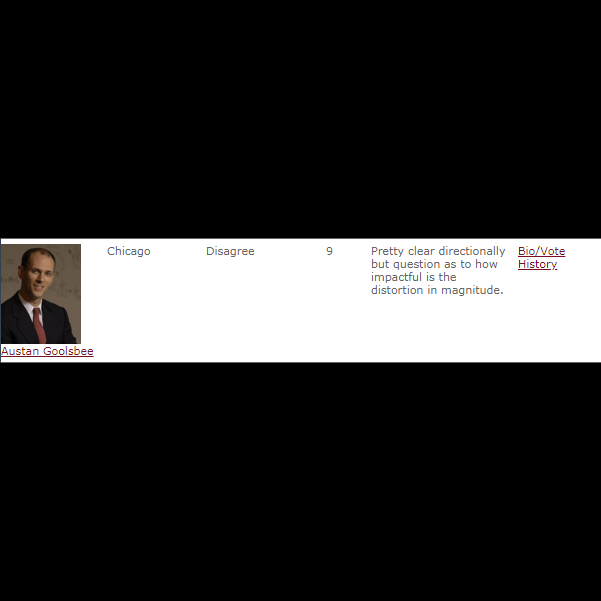 Chicago
Disagree
9
Pretty clear directionally
but question as to how
impactful is the
distortion in magnitude.
Bio/Vote
History
Austan Goolsbee